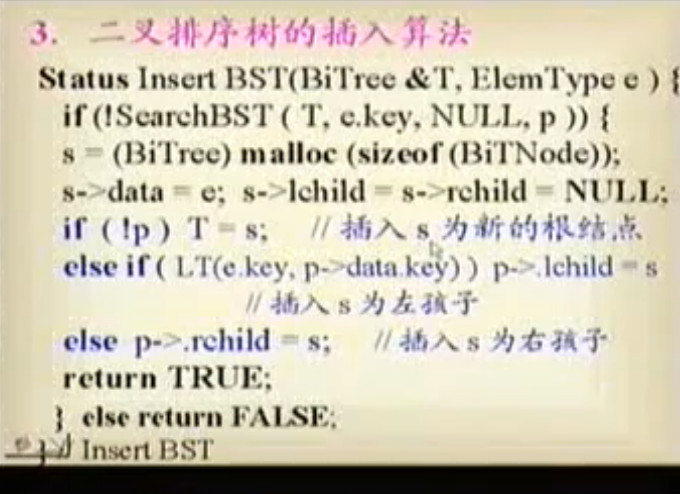 3. 二叉排序树的插入算法
Status Insert BST(BiTree &T, ElemType e ) {
if (!SearchBST ( T, e.key, NULL, p )) {
s = (BiTree) malloc (sizeof (BiTNode));
s->data = e; s->lchild = s->rchild = NULL;
if ( !p ) T = s; // 插入 s 为新的根结点
else if ( LT(e.key, p->data.key) ) p->.lchild = s
// 插入 s 为左孩子
else p->.rchild = s; // 插入 s 为右孩子
return TRUE;
} else return FALSE;
} // Insert BST